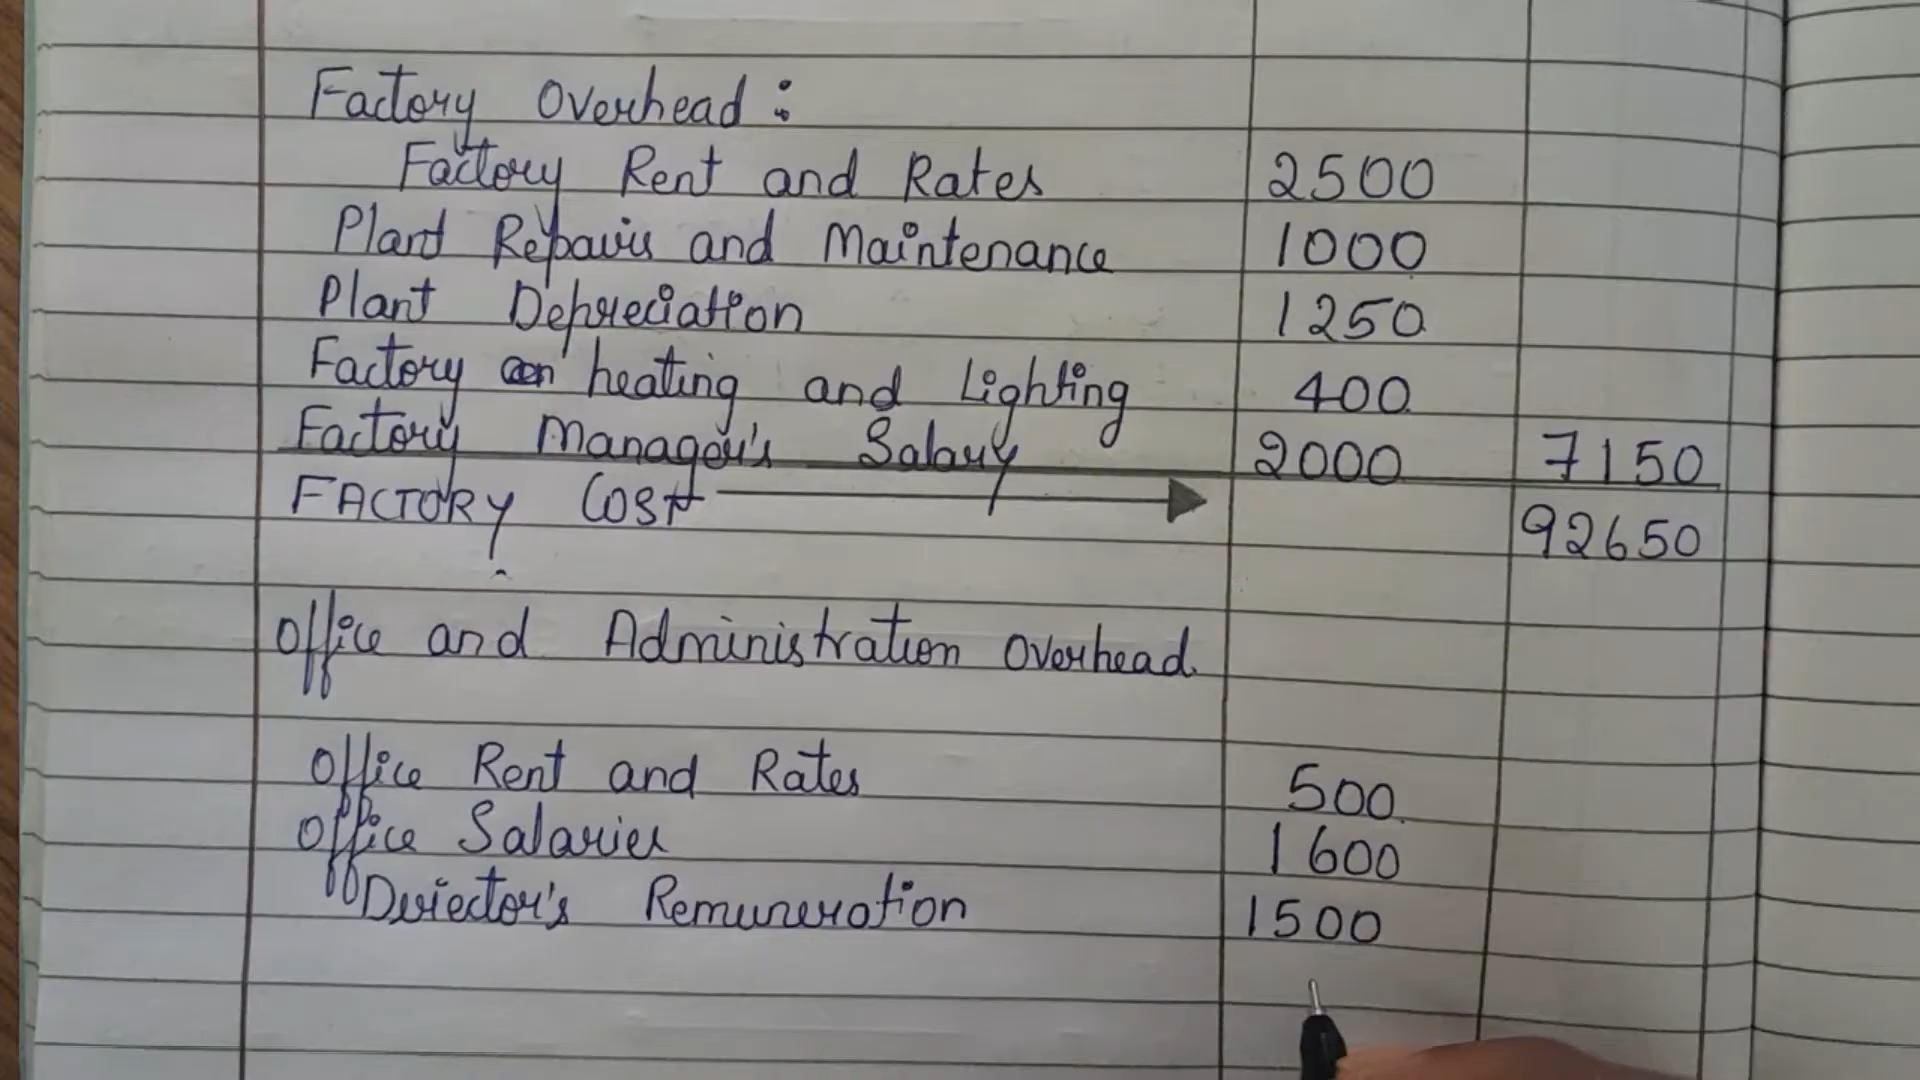 Factory Overhead :
Factory Rent and Rates 2500
Plant Repairs and Maintenance 1000
Plant Depreciation 1250
Factory heating and Lighting 400
Factory Manager's Salary 2000 7150
FACTORY COST 92650
Office and Administration Overhead.
Office Rent and Rates 500
Office Salaries 1600
Director's Remuneration 1500